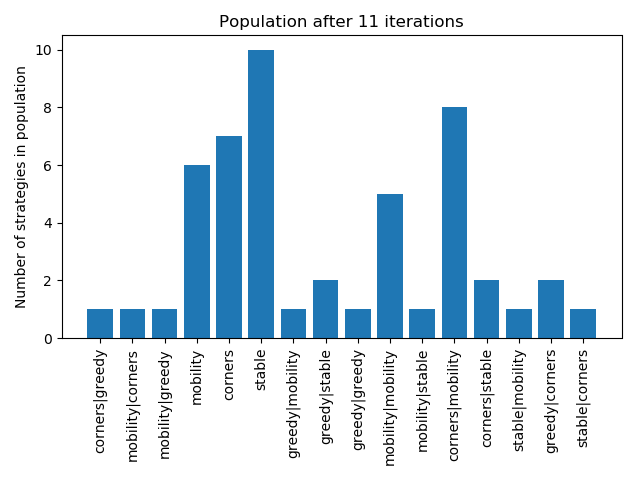 Population after 11 iterations
Number of strategies in population
10
8
6
4
2
0
corners|greedy
mobility|corners
mobility|greedy
mobility
corners
stable
greedy|mobility
greedy|stable
greedy|greedy
mobility|mobility
mobility|stable
corners|mobility
corners|stable
stable|mobility
greedy|corners
stable|corners